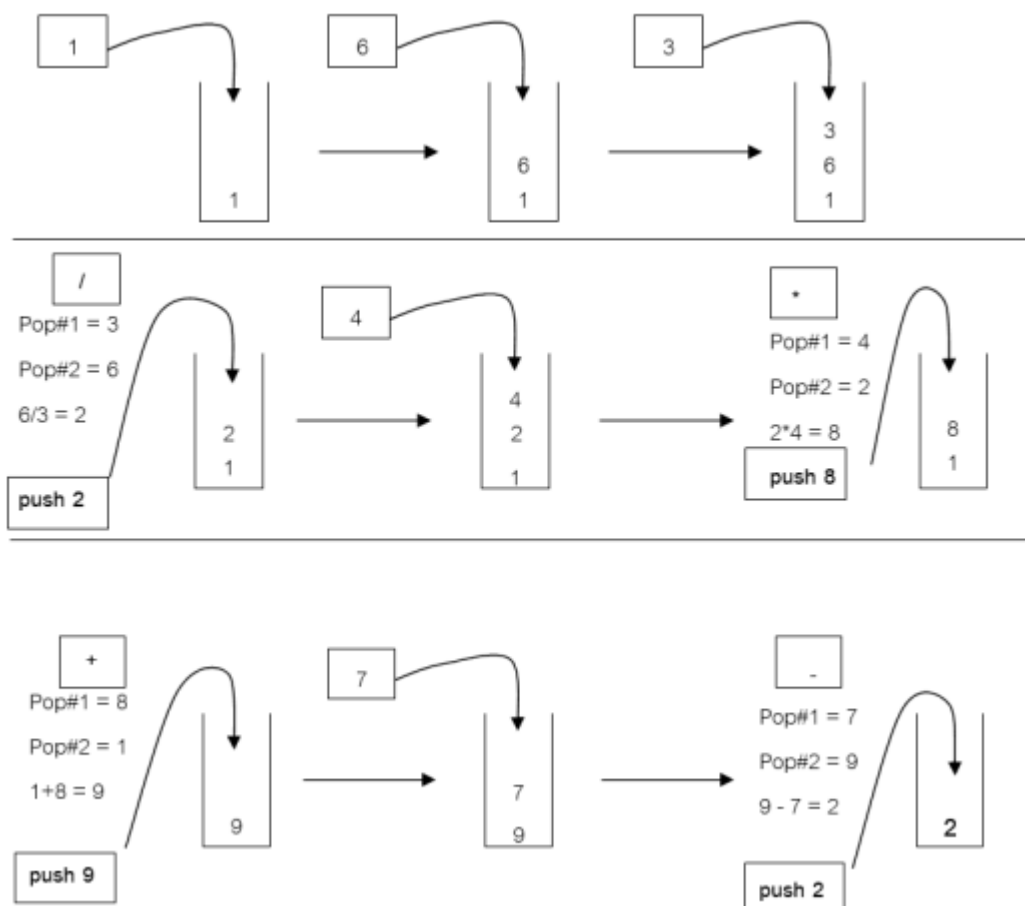 1
6
3
1
6
1
3
6
1
/
Pop#1 = 3
Pop#2 = 6
6/3 = 2
push 2
2
1
4
4
2
1
*
Pop#1 = 4
Pop#2 = 2
2*4 = 8
push 8
8
1
+
Pop#1 = 8
Pop#2 = 1
1+8 = 9
push 9
9
7
7
9
-
Pop#1 = 7
Pop#2 = 9
9 - 7 = 2
push 2
2